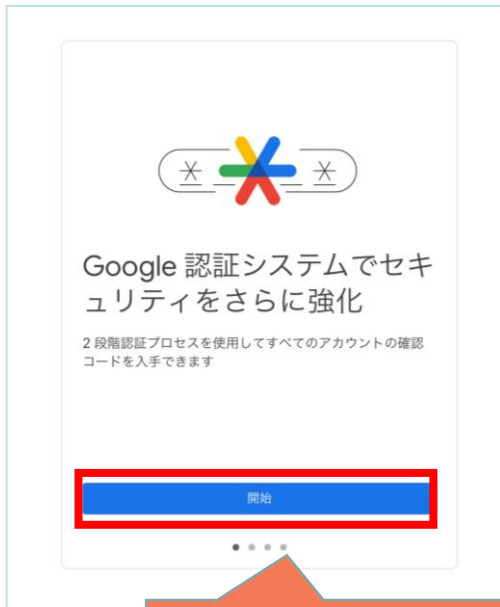 Google 認証システムでセキ
ュリティをさらに強化
2 段階認証プロセスを使用してすべてのアカウントの確認
コードを入手できます
開始